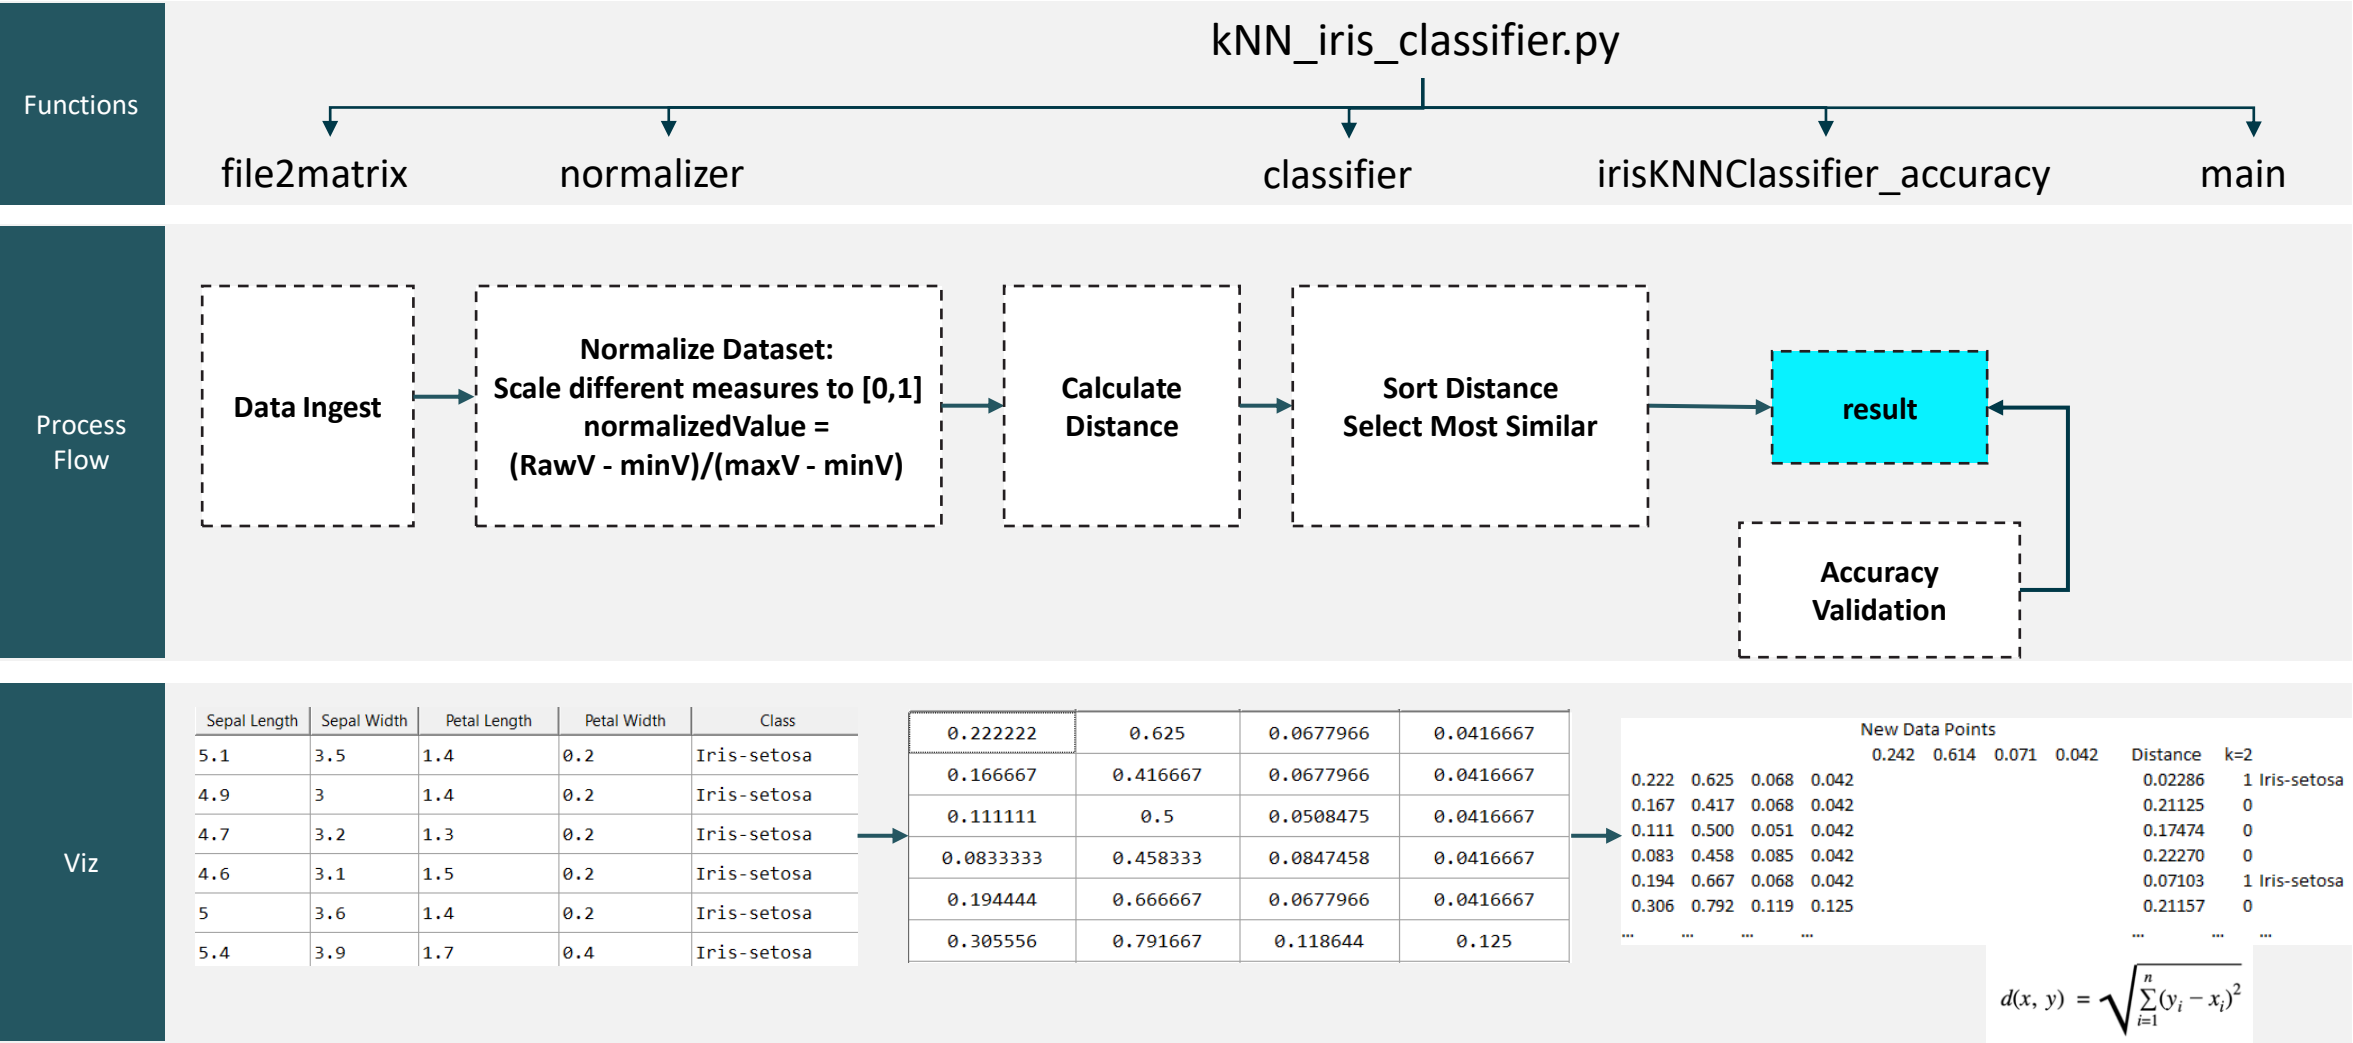 kNN_iris_classifier.py
Functions
file2matrix normalizer classifier irisKNNClassifier_accuracy main
Process
Flow
Data Ingest
Normalize Dataset:
Scale different measures to [0,1]
normalizedValue =
(RawV - minV)/(maxV - minV)
Calculate
Distance
Sort Distance
Select Most Similar
result
Accuracy
Validation
Viz
Sepal Length Sepal Width Petal Length Petal Width Class
5.1 3.5 1.4 0.2 Iris-setosa
4.9 3 1.4 0.2 Iris-setosa
4.7 3.2 1.3 0.2 Iris-setosa
4.6 3.1 1.5 0.2 Iris-setosa
5 3.6 1.4 0.2 Iris-setosa
5.4 3.9 1.7 0.4 Iris-setosa
0.222222 0.625 0.0677966 0.0416667
0.166667 0.416667 0.0677966 0.0416667
0.111111 0.5 0.0508475 0.0416667
0.0833333 0.458333 0.0847458 0.0416667
0.194444 0.666667 0.0677966 0.0416667
0.305556 0.791667 0.118644 0.125
New Data Points
0.242 0.614 0.071 0.042 Distance k=2
0.222 0.625 0.068 0.042 0.02286 1 Iris-setosa
0.167 0.417 0.068 0.042 0.21125 0
0.111 0.500 0.051 0.042 0.17474 0
0.083 0.458 0.085 0.042 0.22270 0
0.194 0.667 0.068 0.042 0.07103 1 Iris-setosa
0.306 0.792 0.119 0.125 0.21157 0
... ... ... ... ... ... ...
d(x, y) = √∑ⁿᵢ₌₁(yᵢ − xᵢ)²